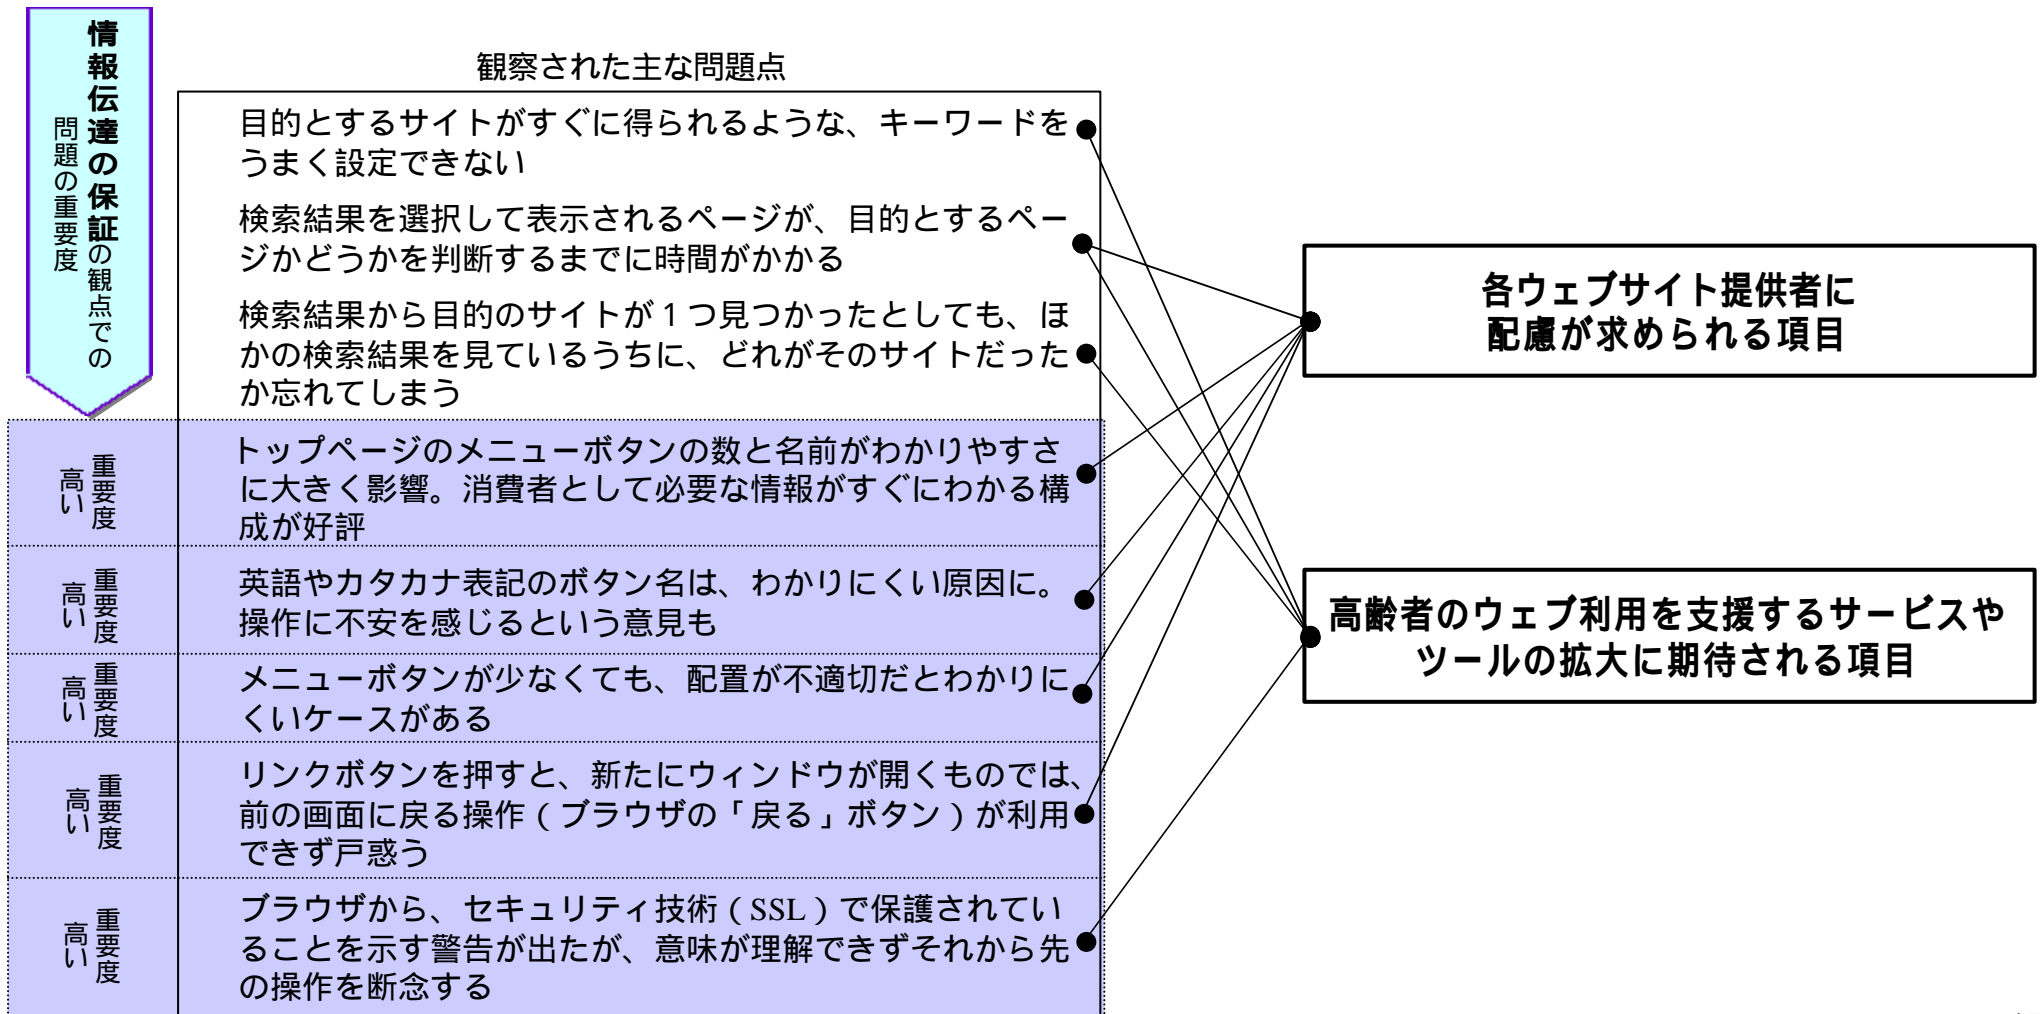 情報伝達の保証の観点での
問題の重要度
観察された主な問題点
目的とするサイトがすぐに得られるような、キーワードを
うまく設定できない
検索結果を選択して表示されるページが、目的とするペー
ジかどうかを判断するまでに時間がかかる
検索結果から目的のサイトが１つ見つかったとしても、ほ
かの検索結果を見ているうちに、どれがそのサイトだった
か忘れてしまう
重要度
高い
トップページのメニューボタンの数と名前がわかりやすさ
に大きく影響。消費者として必要な情報がすぐにわかる構
成が好評
重要度
高い
英語やカタカナ表記のボタン名は、わかりにくい原因に。
操作に不安を感じるという意見も
重要度
高い
メニューボタンが少なくても、配置が不適切だとわかりに
くいケースがある
重要度
高い
リンクボタンを押すと、新たにウィンドウが開くものでは、
前の画面に戻る操作（ブラウザの「戻る」ボタン）が利用
できず戸惑う
重要度
高い
ブラウザから、セキュリティ技術（SSL）で保護されてい
ることを示す警告が出たが、意味が理解できずそれから先
の操作を断念する
各ウェブサイト提供者に
配慮が求められる項目
高齢者のウェブ利用を支援するサービスや
ツールの拡大に期待される項目